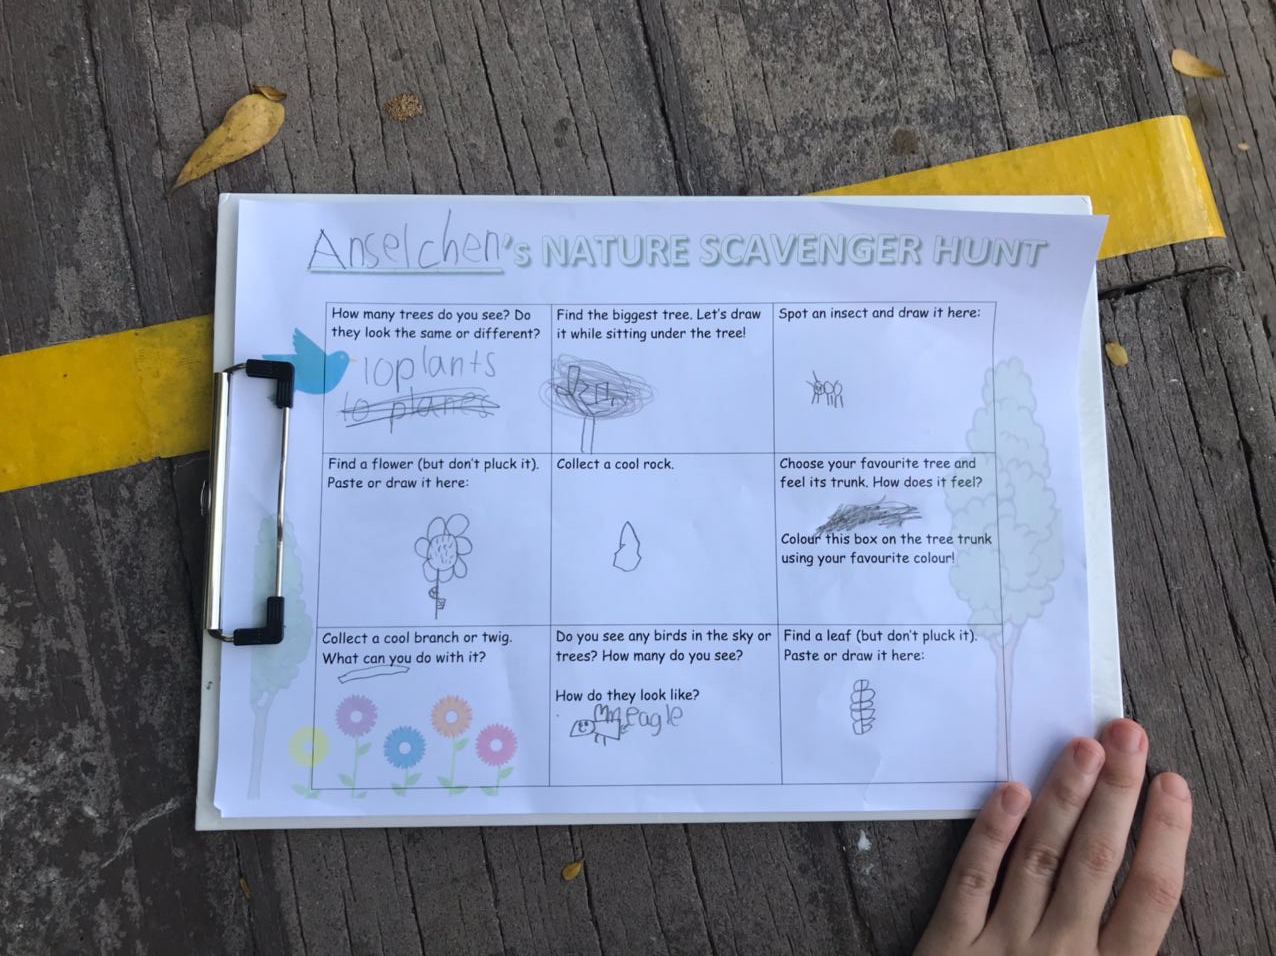 Anselchen's NATURE SCAVENGER HUNT
How many trees do you see? Do
they look the same or different?
10plants
10 planes
Find the biggest tree. Let's draw
it while sitting under the tree!
Spot an insect and draw it here:
Find a flower (but don't pluck it).
Paste or draw it here:
Collect a cool rock.
Choose your favourite tree and
feel its trunk. How does it feel?
Colour this box on the tree trunk
using your favourite colour!
Collect a cool branch or twig.
What can you do with it?
Do you see any birds in the sky or
trees? How many do you see?
How do they look like?
eagle
Find a leaf (but don't pluck it).
Paste or draw it here: